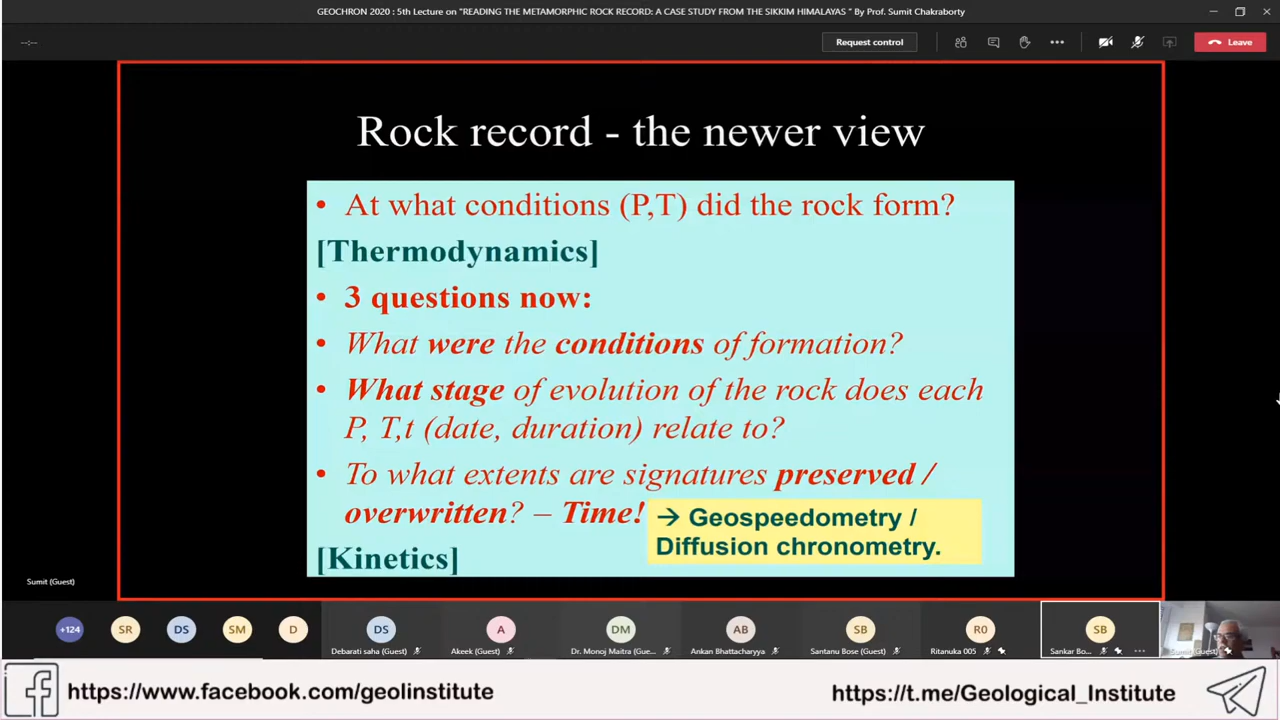 GEOCHRON 2020 : 5th Lecture on "READING THE METAMORPHIC ROCK RECORD: A CASE STUDY FROM THE SIKKIM HIMALAYAS " By Prof. Sumit Chakraborty
--:--
Request control
Leave
Rock record - the newer view
• At what conditions (P,T) did the rock form?
[Thermodynamics]
• 3 questions now:
• What were the conditions of formation?
• What stage of evolution of the rock does each
P, T,t (date, duration) relate to?
• To what extents are signatures preserved /
overwritten? – Time!
→ Geospeedometry /
Diffusion chronometry.
[Kinetics]
Sumit (Guest)
+124 SR DS SM D DS A DM AB SB R0 SB
Debarati saha (Guest) Akeek (Guest) Dr. Monoj Maitra (Gue... Ankan Bhattacharyya Santanu Bose (Guest) Ritanuka 005 Sankar Bo... Sumit (Guest)
https://www.facebook.com/geolinstitute
https://t.me/Geological_Institute